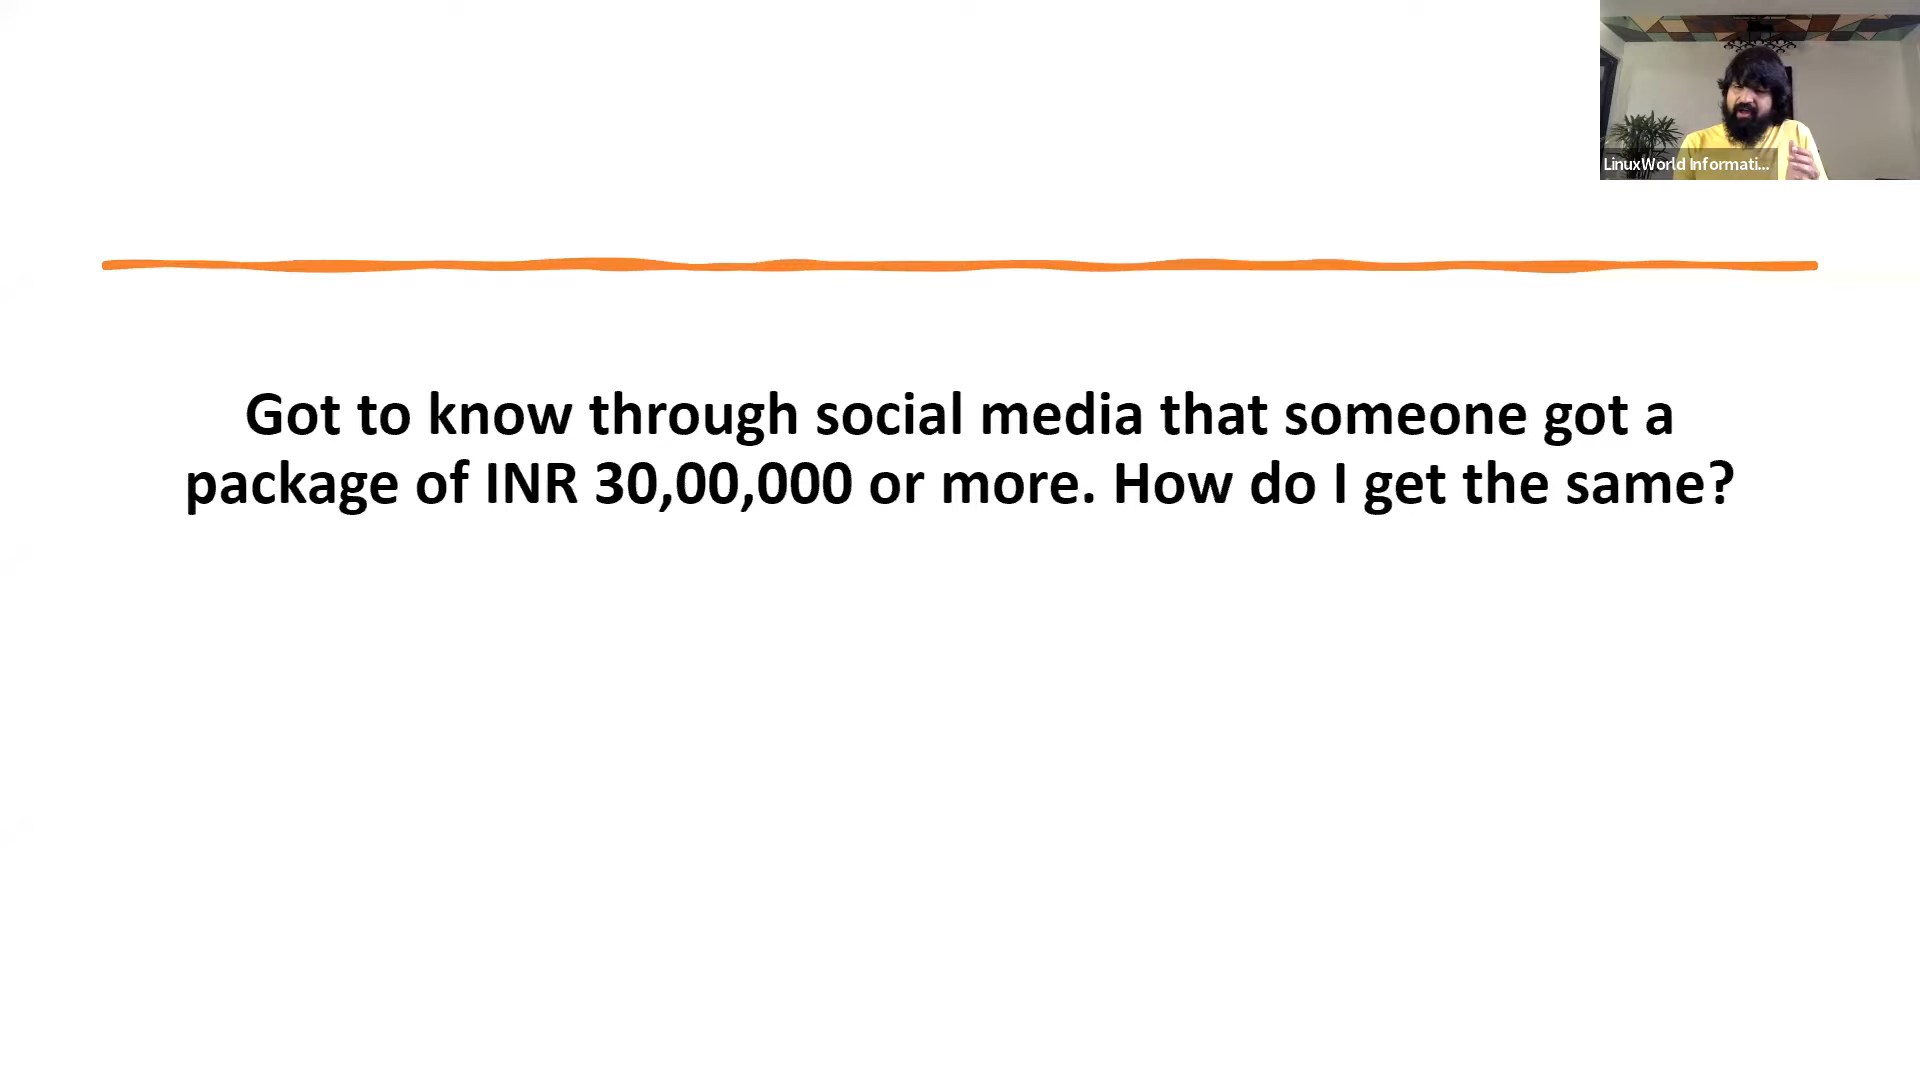 LinuxWorld Informati...
Got to know through social media that someone got a
package of INR 30,00,000 or more. How do I get the same?